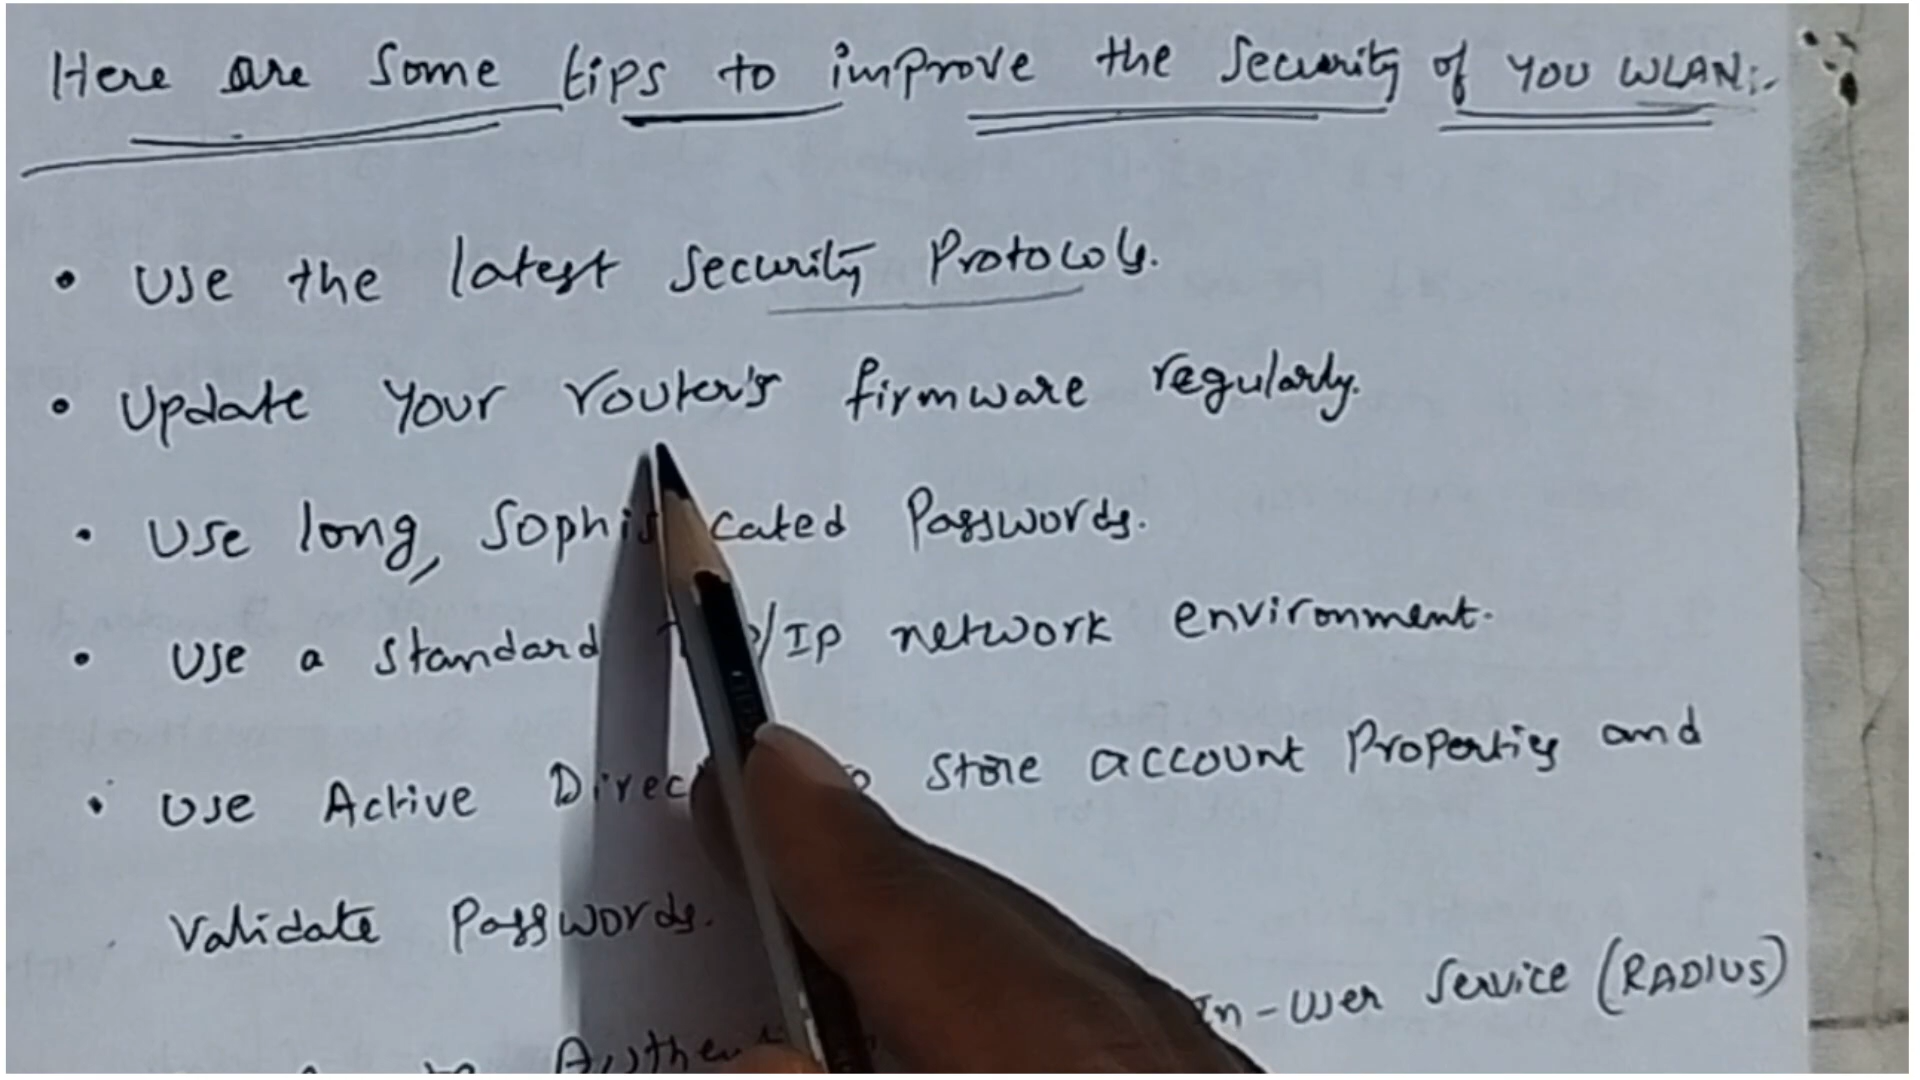 Here are some tips to improve the security of you WLAN:-
• Use the latest security Protocols.
• Update your router's firmware regularly.
• Use long, cated Passwords.
• Use a standard /IP network environment.
• Use Active store account Properties and
Validate Passwords.
In-user Service (RADIUS)